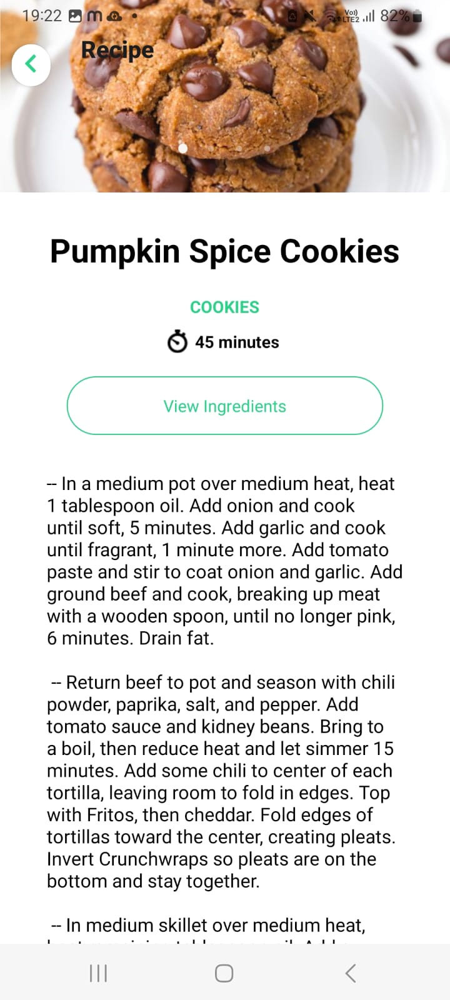 19:22
Vo))
LTE2
82%
Recipe
Pumpkin Spice Cookies
COOKIES
45 minutes
View Ingredients
-- In a medium pot over medium heat, heat
1 tablespoon oil. Add onion and cook
until soft, 5 minutes. Add garlic and cook
until fragrant, 1 minute more. Add tomato
paste and stir to coat onion and garlic. Add
ground beef and cook, breaking up meat
with a wooden spoon, until no longer pink,
6 minutes. Drain fat.
-- Return beef to pot and season with chili
powder, paprika, salt, and pepper. Add
tomato sauce and kidney beans. Bring to
a boil, then reduce heat and let simmer 15
minutes. Add some chili to center of each
tortilla, leaving room to fold in edges. Top
with Fritos, then cheddar. Fold edges of
tortillas toward the center, creating pleats.
Invert Crunchwraps so pleats are on the
bottom and stay together.
-- In medium skillet over medium heat,